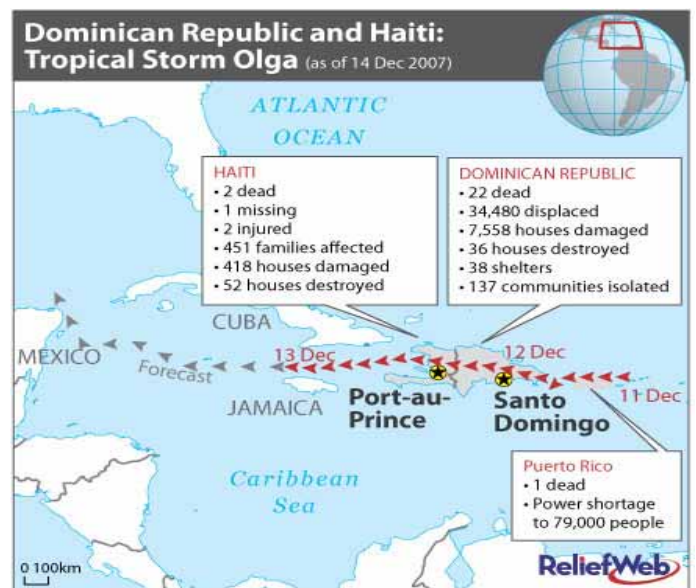 Dominican Republic and Haiti:
Tropical Storm Olga (as of 14 Dec 2007)
ATLANTIC
OCEAN
HAITI
• 2 dead
• 1 missing
• 2 injured
• 451 families affected
• 418 houses damaged
• 52 houses destroyed
DOMINICAN REPUBLIC
• 22 dead
• 34,480 displaced
• 7,558 houses damaged
• 36 houses destroyed
• 38 shelters
• 137 communities isolated
CUBA
MEXICO
Forecast
13 Dec
12 Dec
11 Dec
JAMAICA
Port-au-
Prince
Santo
Domingo
Caribbean
Sea
Puerto Rico
• 1 dead
• Power shortage
to 79,000 people
0 100km
ReliefWeb